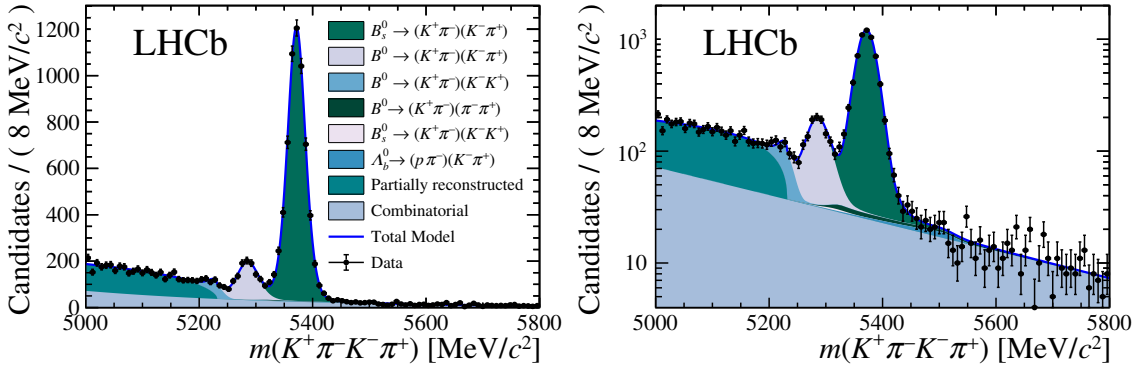 Candidates / ( 8 MeV/c²)
1200
1000
800
600
400
200
0
LHCb
B⁰ₛ → (K⁺π⁻)(K⁻π⁺)
B⁰ → (K⁺π⁻)(K⁻π⁺)
B⁰ → (K⁺π⁻)(K⁻K⁺)
B⁰ → (K⁺π⁻)(π⁻π⁺)
B⁰ₛ → (K⁺π⁻)(K⁻K⁺)
Λ⁰_b → (p π⁻)(K⁻π⁺)
Partially reconstructed
Combinatorial
Total Model
Data
5000 5200 5400 5600 5800
m(K⁺π⁻K⁻π⁺) [MeV/c²]
Candidates / ( 8 MeV/c²)
10³
10²
10
LHCb
5000 5200 5400 5600 5800
m(K⁺π⁻K⁻π⁺) [MeV/c²]